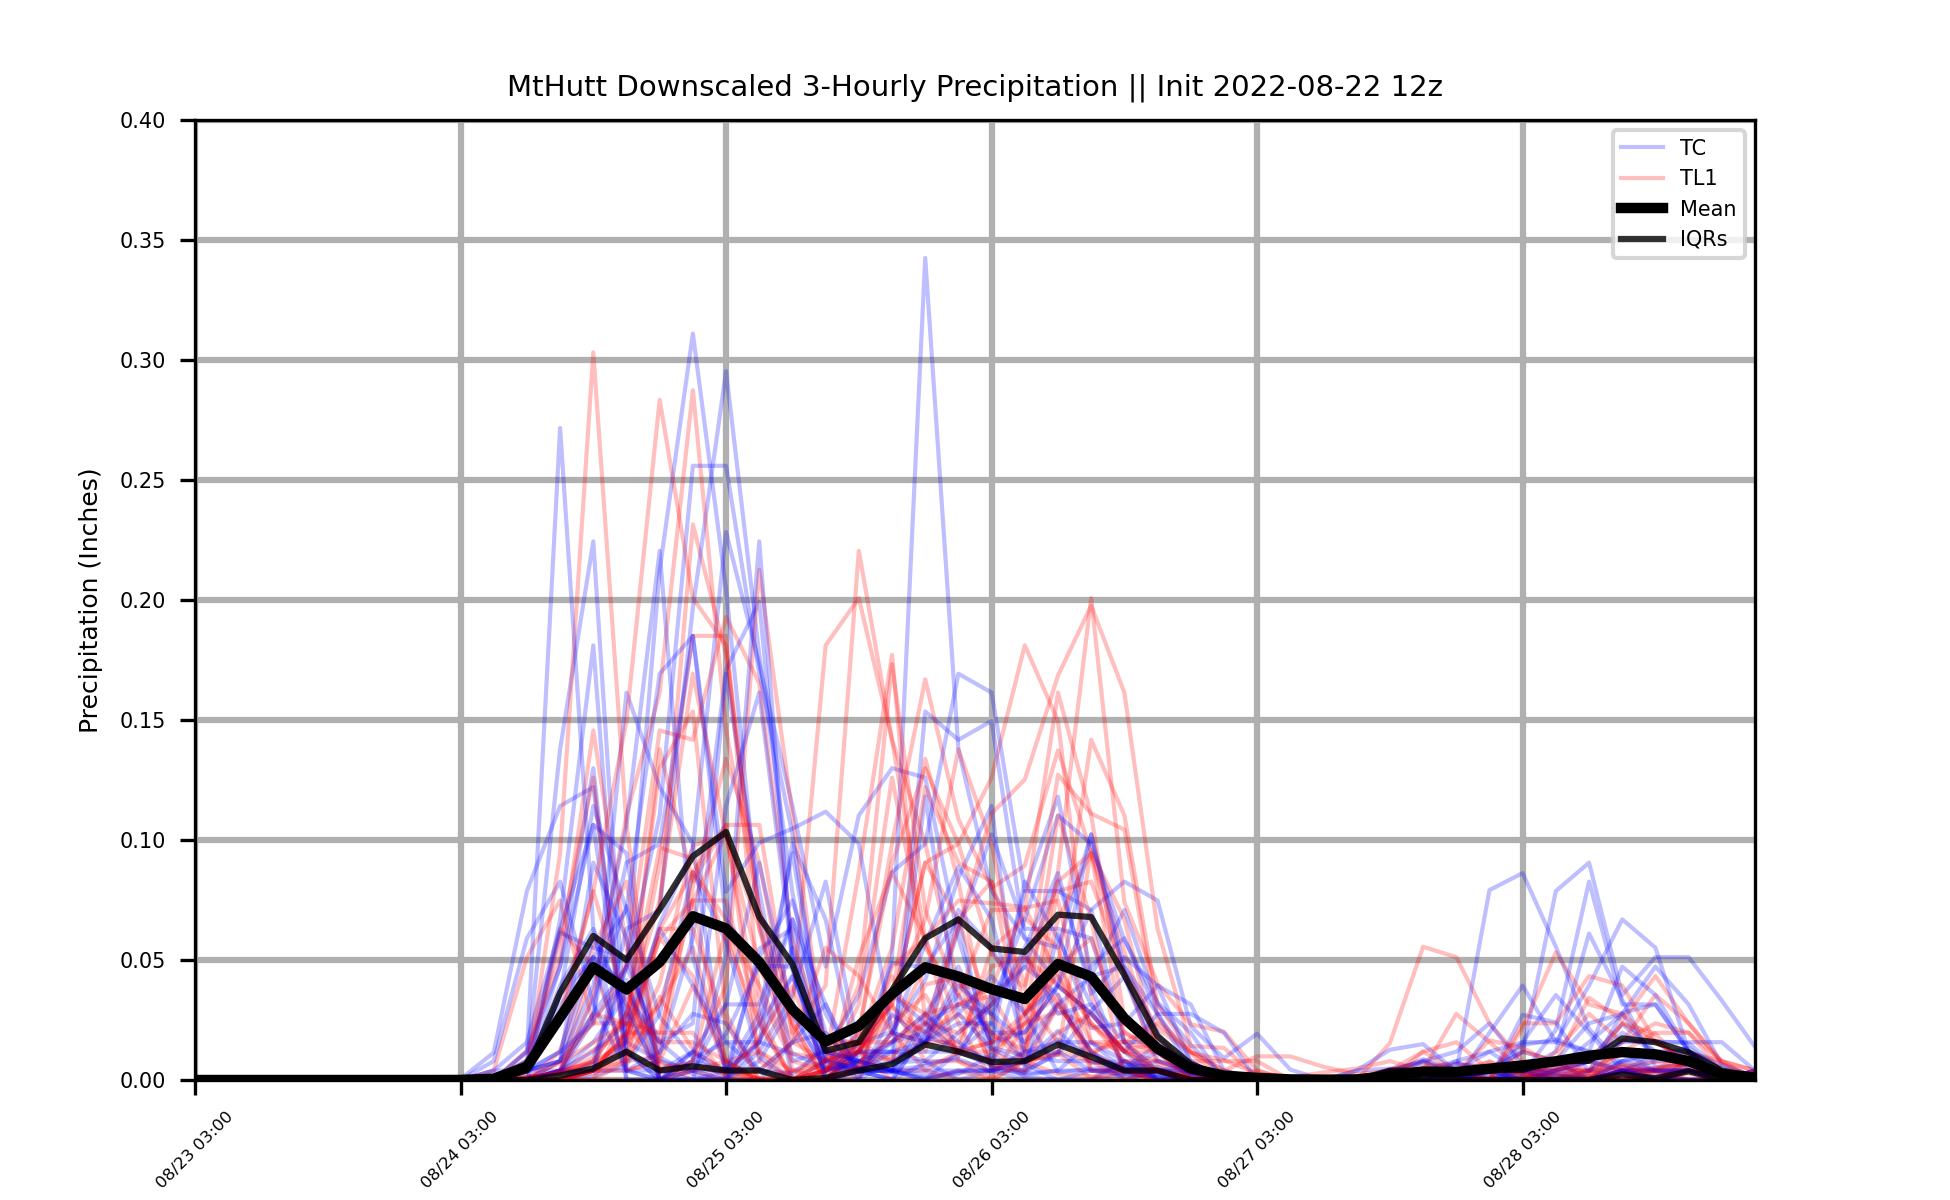 MtHutt Downscaled 3-Hourly Precipitation || Init 2022-08-22 12z
0.40
0.35
0.30
0.25
0.20
0.15
0.10
0.05
0.00
Precipitation (Inches)
TC
TL1
Mean
IQRs
08/23 03:00
08/24 03:00
08/25 03:00
08/26 03:00
08/27 03:00
08/28 03:00